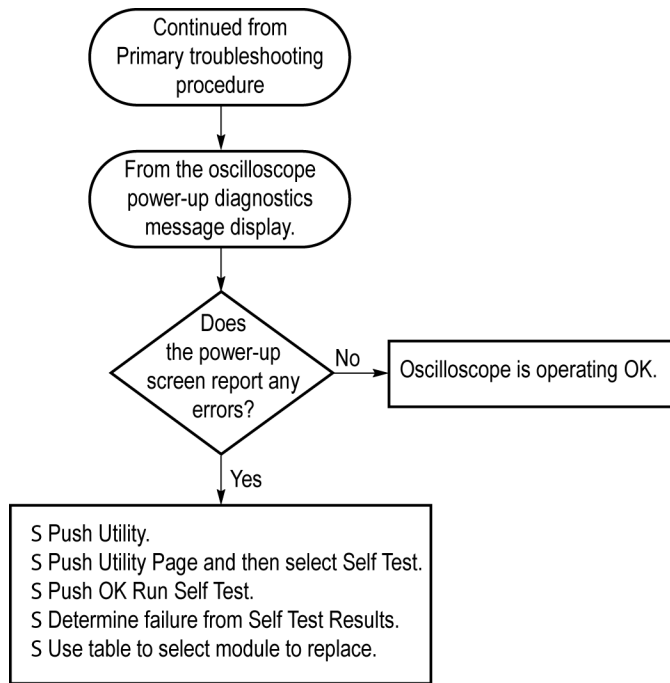 Continued from
Primary troubleshooting
procedure
From the oscilloscope
power-up diagnostics
message display.
Does
the power-up
screen report any
errors?
No
Oscilloscope is operating OK.
Yes
S Push Utility.
S Push Utility Page and then select Self Test.
S Push OK Run Self Test.
S Determine failure from Self Test Results.
S Use table to select module to replace.